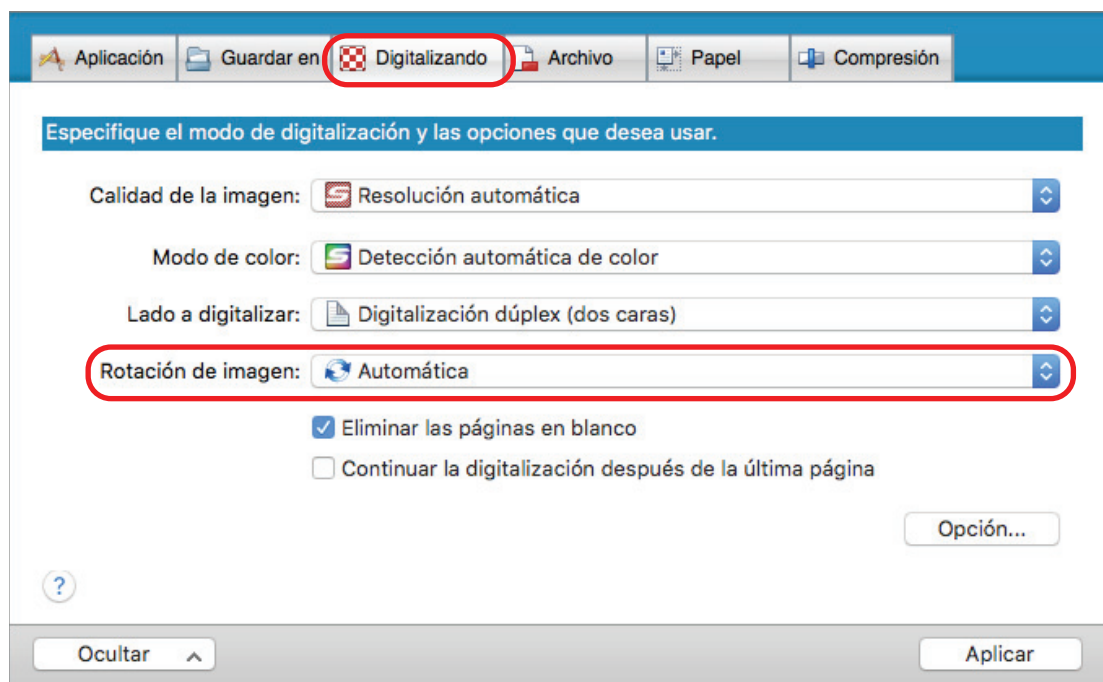 Aplicación Guardar en Digitalizando Archivo Papel Compresión
Especifique el modo de digitalización y las opciones que desea usar.
Calidad de la imagen: Resolución automática
Modo de color: Detección automática de color
Lado a digitalizar: Digitalización dúplex (dos caras)
Rotación de imagen: Automática
Eliminar las páginas en blanco
Continuar la digitalización después de la última página
Opción...
?
Ocultar Aplicar